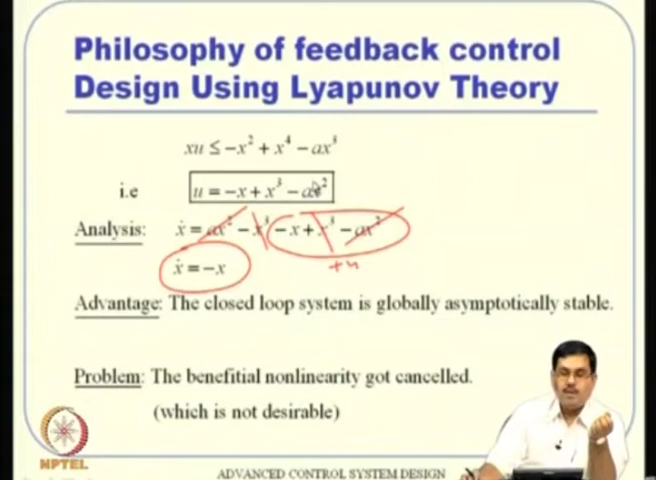 Philosophy of feedback control
Design Using Lyapunov Theory
xu ≤ -x² + x⁴ - ax³
i.e u = -x + x³ - ax²
Analysis: ẋ = ax² - x³ - x + x³ - ax²
+u
ẋ = -x
Advantage: The closed loop system is globally asymptotically stable.
Problem: The benefitial nonlinearity got cancelled.
(which is not desirable)
NPTEL
ADVANCED CONTROL SYSTEM DESIGN